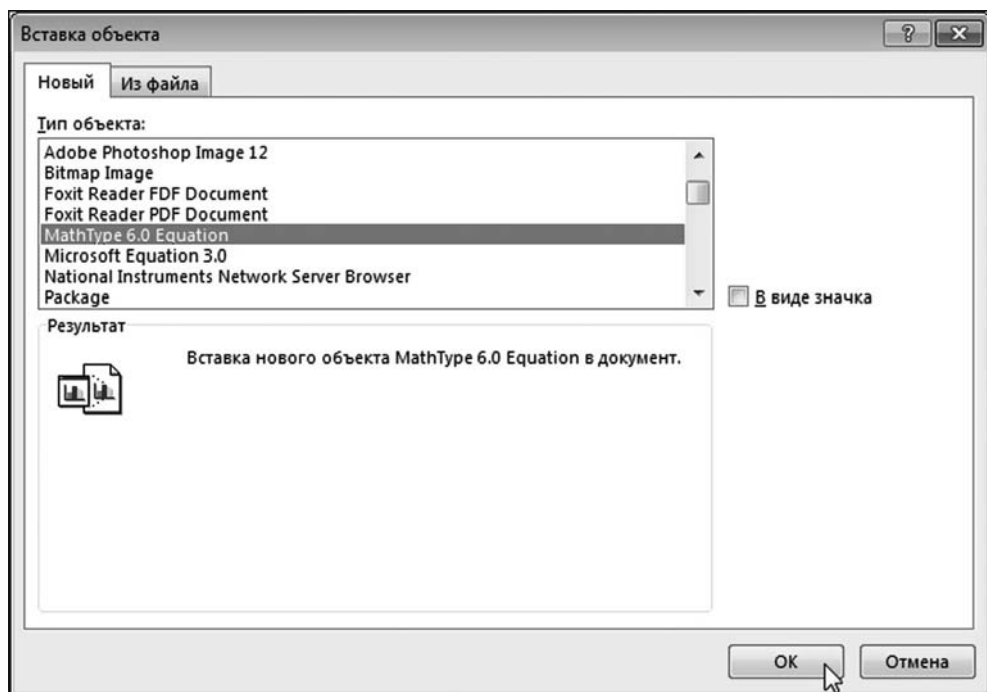 Вставка объекта
Новый
Из файла
Тип объекта:
Adobe Photoshop Image 12
Bitmap Image
Foxit Reader FDF Document
Foxit Reader PDF Document
MathType 6.0 Equation
Microsoft Equation 3.0
National Instruments Network Server Browser
Package
В виде значка
Результат
Вставка нового объекта MathType 6.0 Equation в документ.
ОК
Отмена